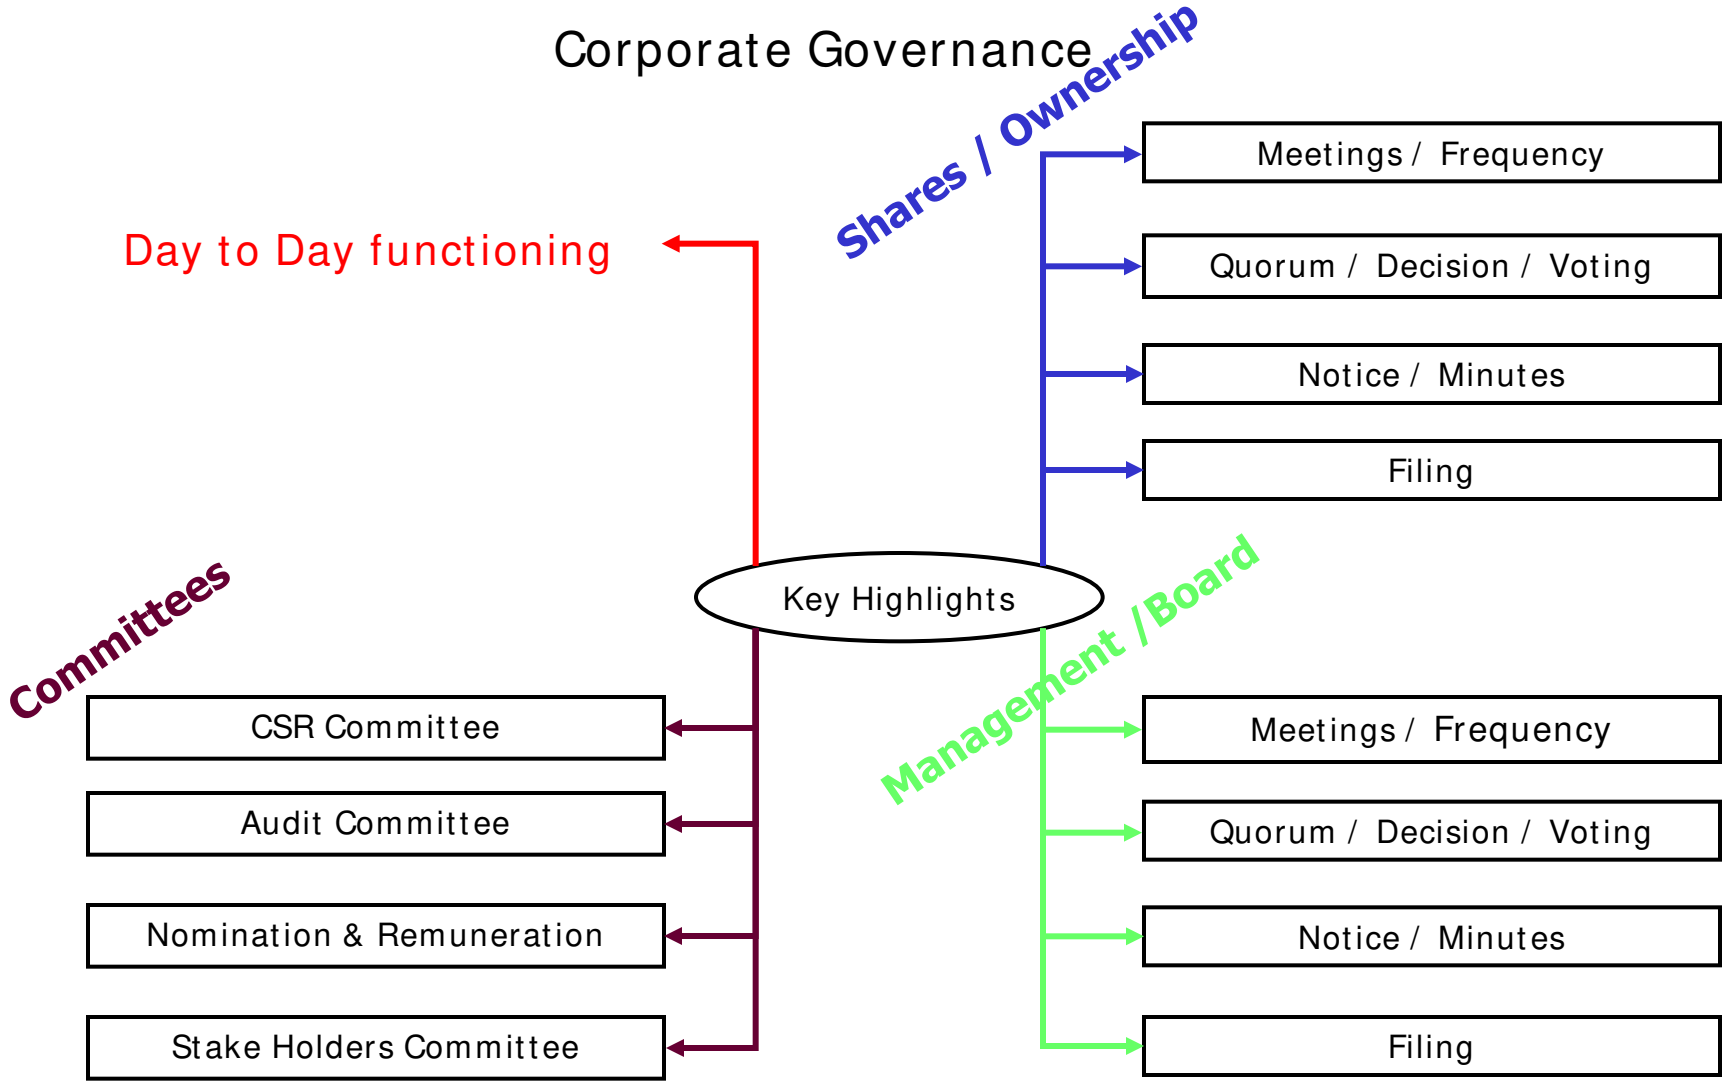 Corporate Governance
Shares / Ownership
Meetings / Frequency
Quorum / Decision / Voting
Notice / Minutes
Filing
Day to Day functioning
Key Highlights
Committees
CSR Committee
Audit Committee
Nomination & Remuneration
Stake Holders Committee
Management /Board
Meetings / Frequency
Quorum / Decision / Voting
Notice / Minutes
Filing